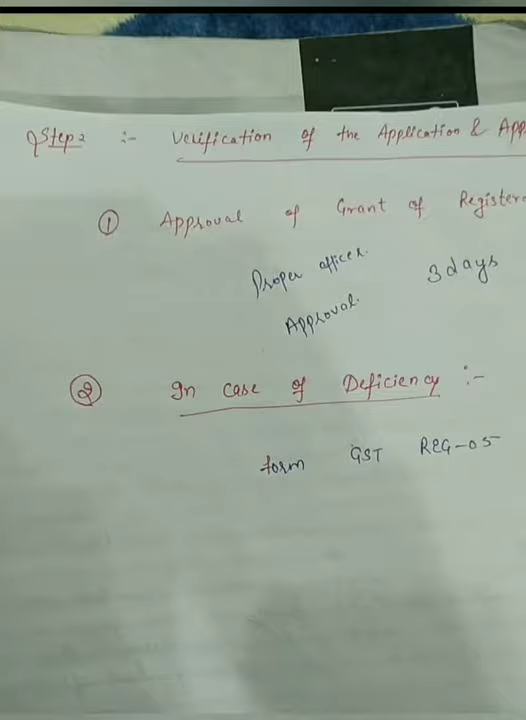 Step 2 :- Verification of the Application & App
① Approval of Grant of Register
Proper officer. 3 days
Approval.
② In Case of Deficiency :-
form GST REG-05